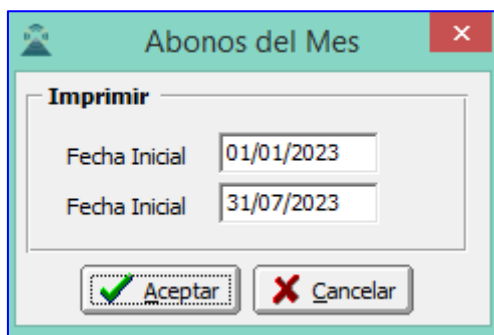 Abonos del Mes
Imprimir
Fecha Inicial 01/01/2023
Fecha Inicial 31/07/2023
Aceptar Cancelar